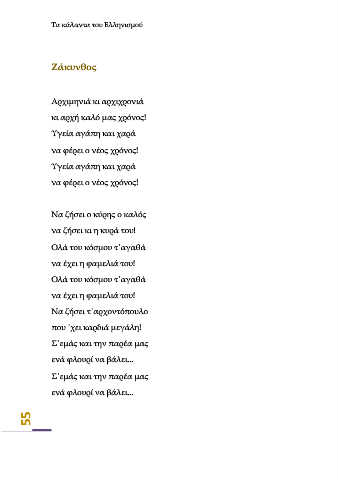 Τα κάλαντα του Ελληνισμού
Ζάκυνθος
Αρχιμηνιά κι αρχιχρονιά
κι αρχή καλό μας χρόνος!
Υγεία αγάπη και χαρά
να φέρει ο νέος χρόνος!
Υγεία αγάπη και χαρά
να φέρει ο νέος χρόνος!
Να ζήσει ο κύρης ο καλός
να ζήσει κι η κυρά του!
Ολά του κόσμου τ΄αγαθά
να έχει η φαμελιά του!
Ολά του κόσμου τ΄αγαθά
να έχει η φαμελιά του!
Να ζήσει τ΄αρχοντόπουλο
που ΄χει καρδιά μεγάλη!
Σ΄εμάς και την παρέα μας
ενά φλουρί να βάλει...
Σ΄εμάς και την παρέα μας
ενά φλουρί να βάλει...
55